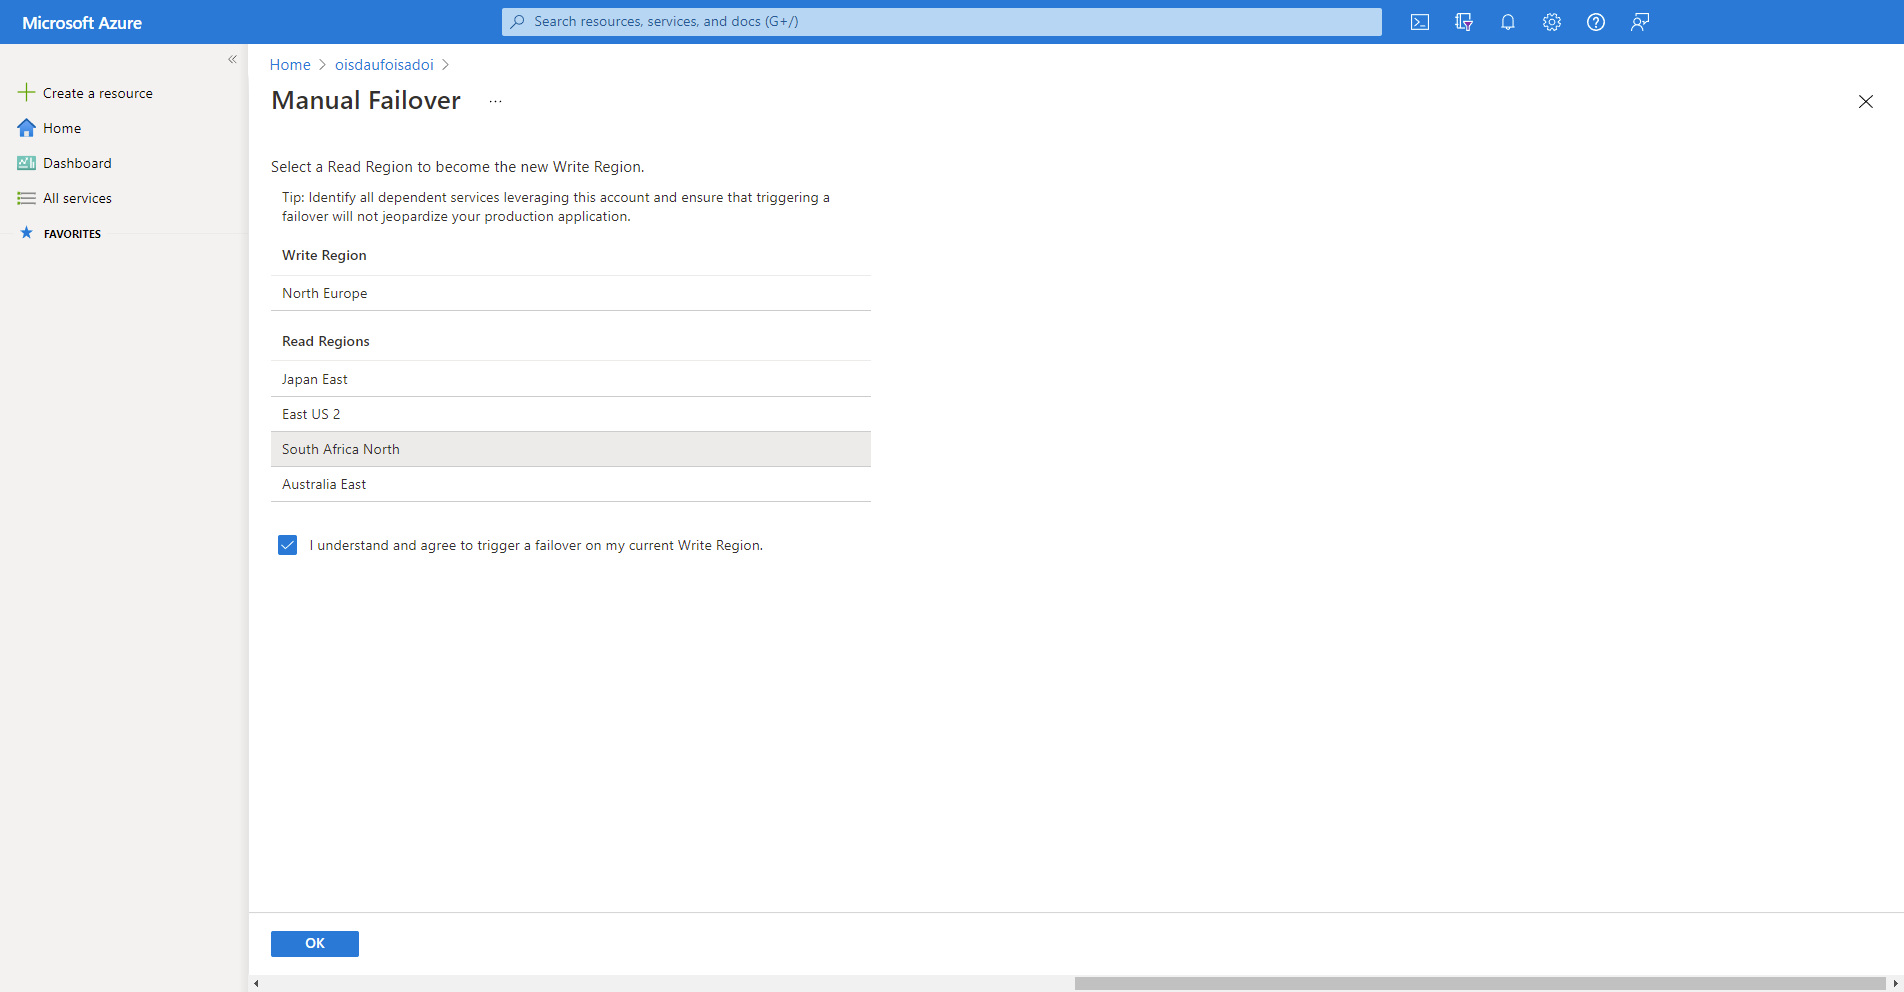 Microsoft Azure
Search resources, services, and docs (G+/)
Create a resource
Home
Dashboard
All services
FAVORITES
Home > oisdaufoisadoi >
Manual Failover ...
Select a Read Region to become the new Write Region.
Tip: Identify all dependent services leveraging this account and ensure that triggering a
failover will not jeopardize your production application.
Write Region
North Europe
Read Regions
Japan East
East US 2
South Africa North
Australia East
I understand and agree to trigger a failover on my current Write Region.
OK